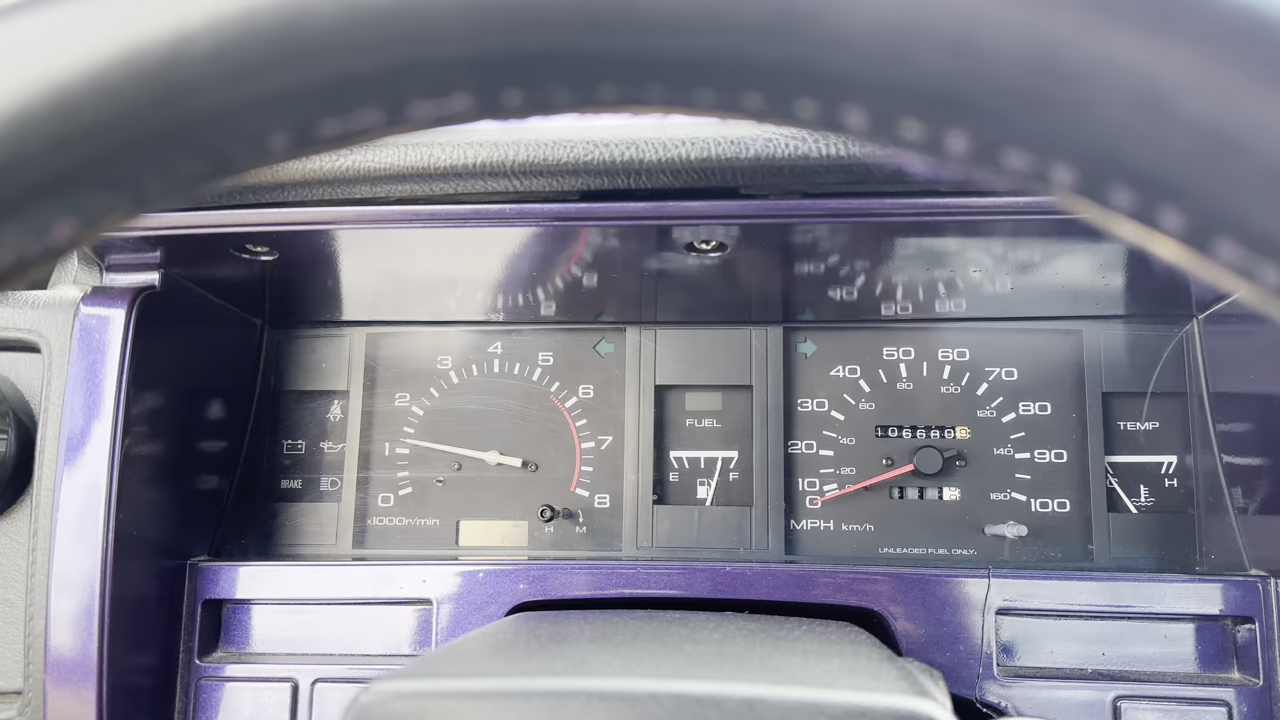 0 1 2 3 4 5 6 7 8
x1000r/min
H M
BRAKE
FUEL
E F
0 10 20 30 40 50 60 70 80 90 100
20 40 60 80 100 120 140 160
MPH km/h
UNLEADED FUEL ONLY.
TEMP
H